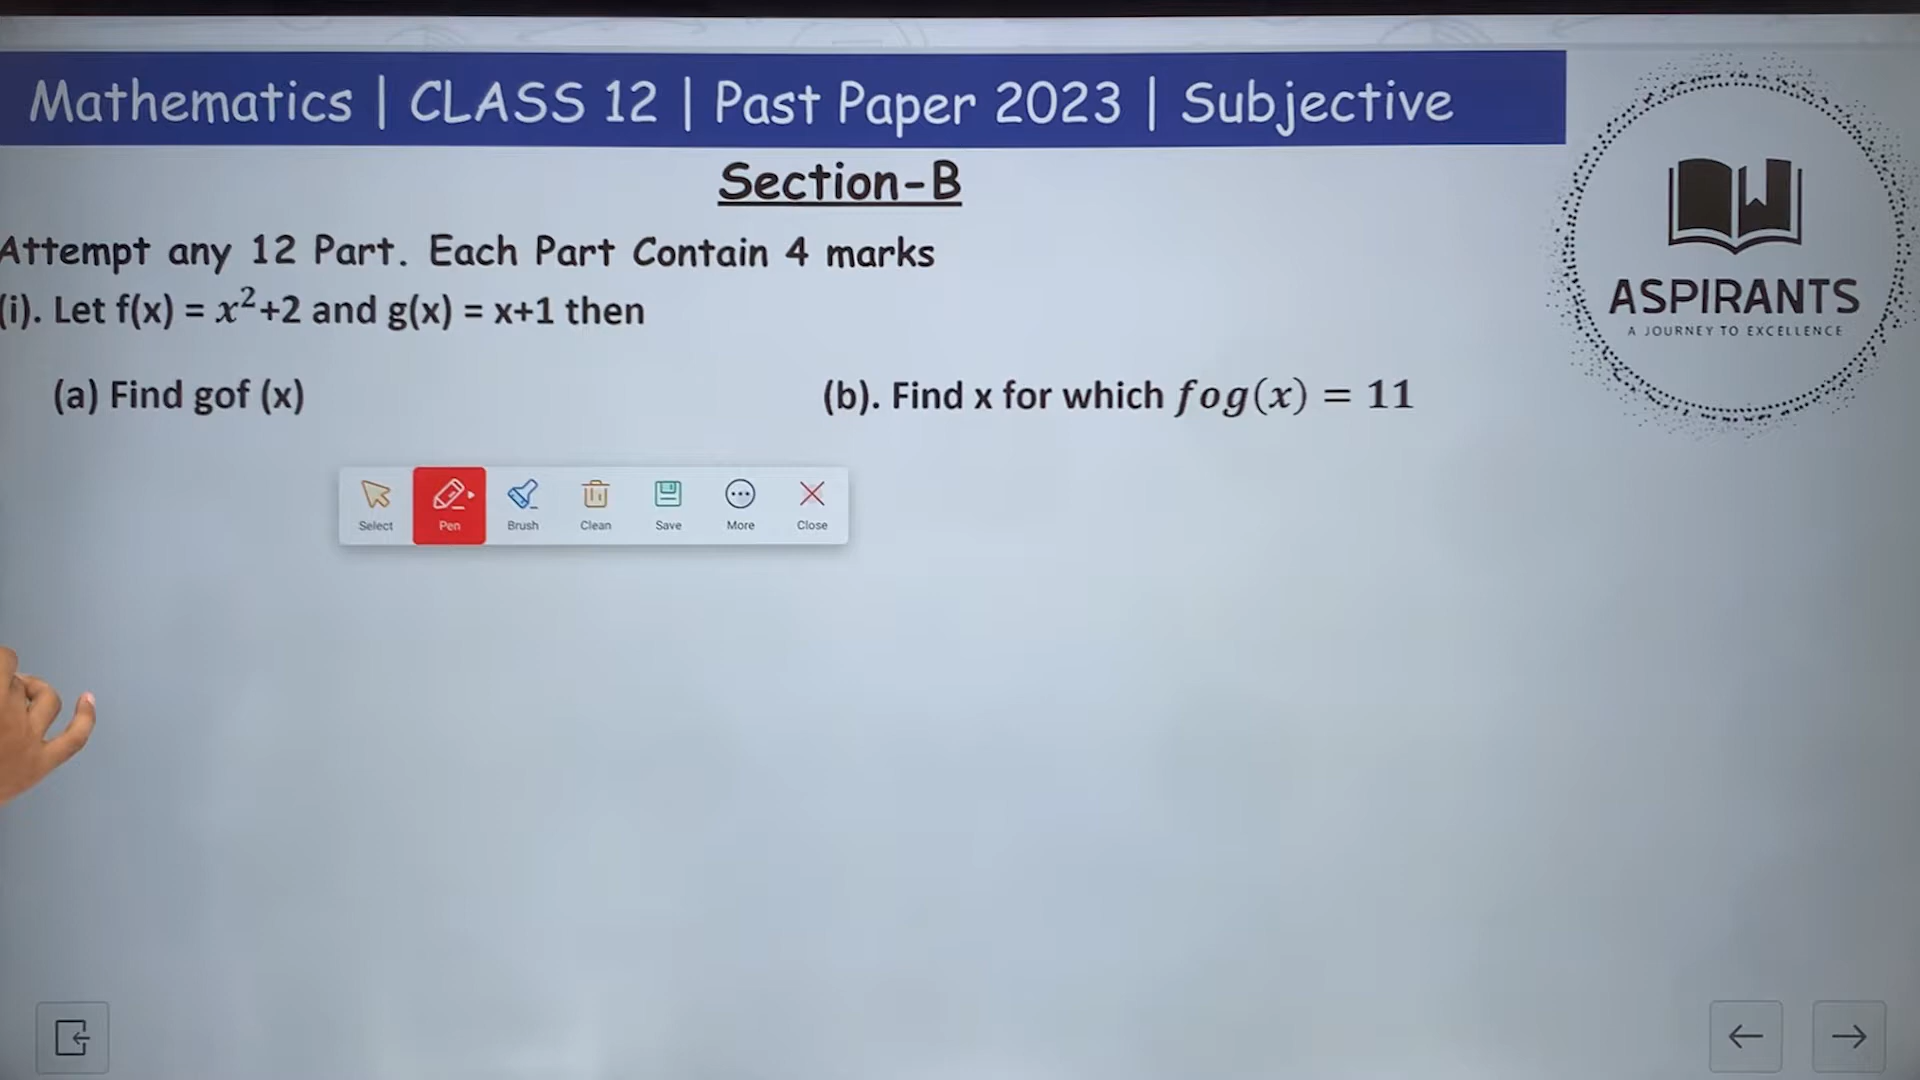 Mathematics | CLASS 12 | Past Paper 2023 | Subjective
Section-B
Attempt any 12 Part. Each Part Contain 4 marks
(i). Let f(x) = x²+2 and g(x) = x+1 then
(a) Find gof (x)
(b). Find x for which fog(x) = 11
ASPIRANTS
A JOURNEY TO EXCELLENCE
Select
Pen
Brush
Clean
Save
More
Close